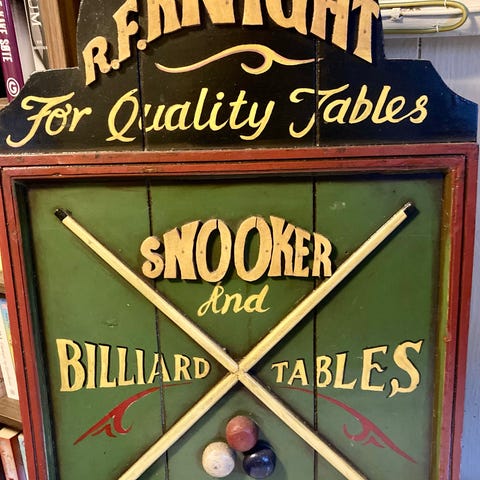 R.F. KNIGHT
For Quality Tables
SNOOKER
And
BILLIARD TABLES